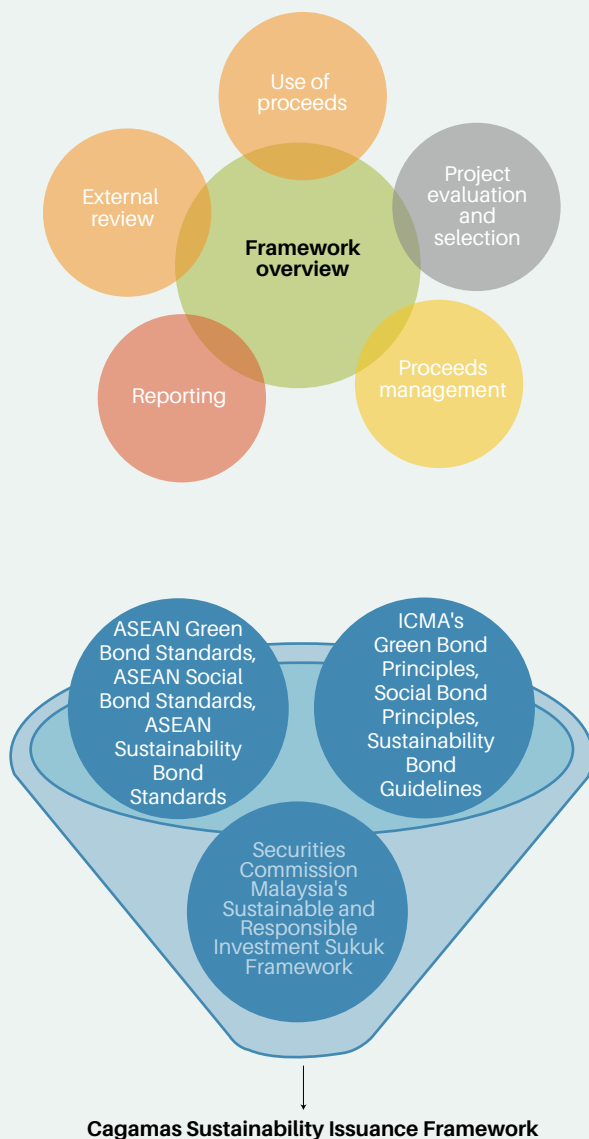 Use of
proceeds
External
review
Project
evaluation
and
selection
Framework
overview
Reporting
Proceeds
management
ASEAN Green
Bond Standards,
ASEAN Social
Bond Standards,
ASEAN
Sustainability
Bond
Standards
ICMA's
Green Bond
Principles,
Social Bond
Principles,
Sustainability
Bond
Guidelines
Securities
Commission
Malaysia's
Sustainable and
Responsible
Investment Sukuk
Framework
Cagamas Sustainability Issuance Framework